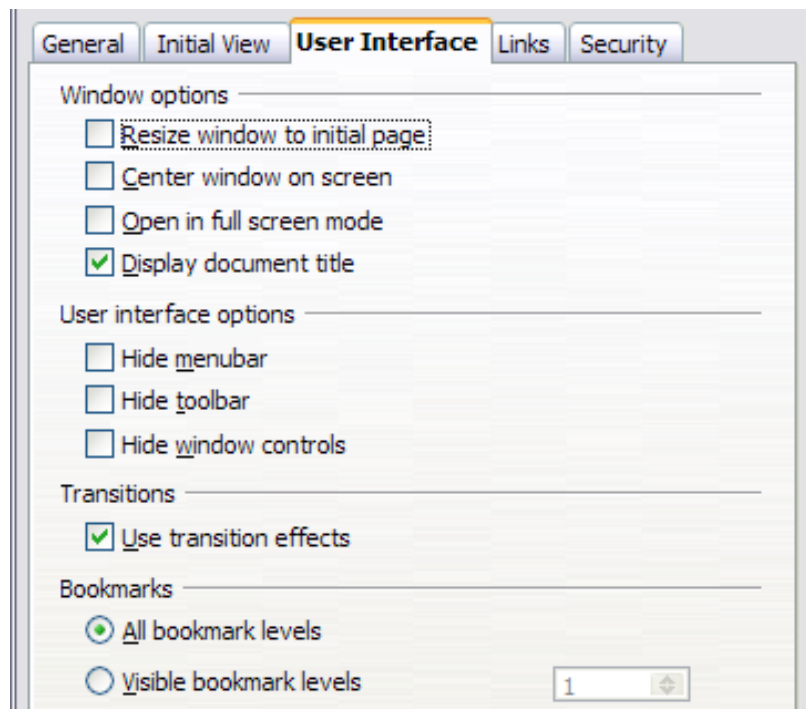 General Initial View User Interface Links Security
Window options
Resize window to initial page
Center window on screen
Open in full screen mode
Display document title
User interface options
Hide menubar
Hide toolbar
Hide window controls
Transitions
Use transition effects
Bookmarks
All bookmark levels
Visible bookmark levels 1